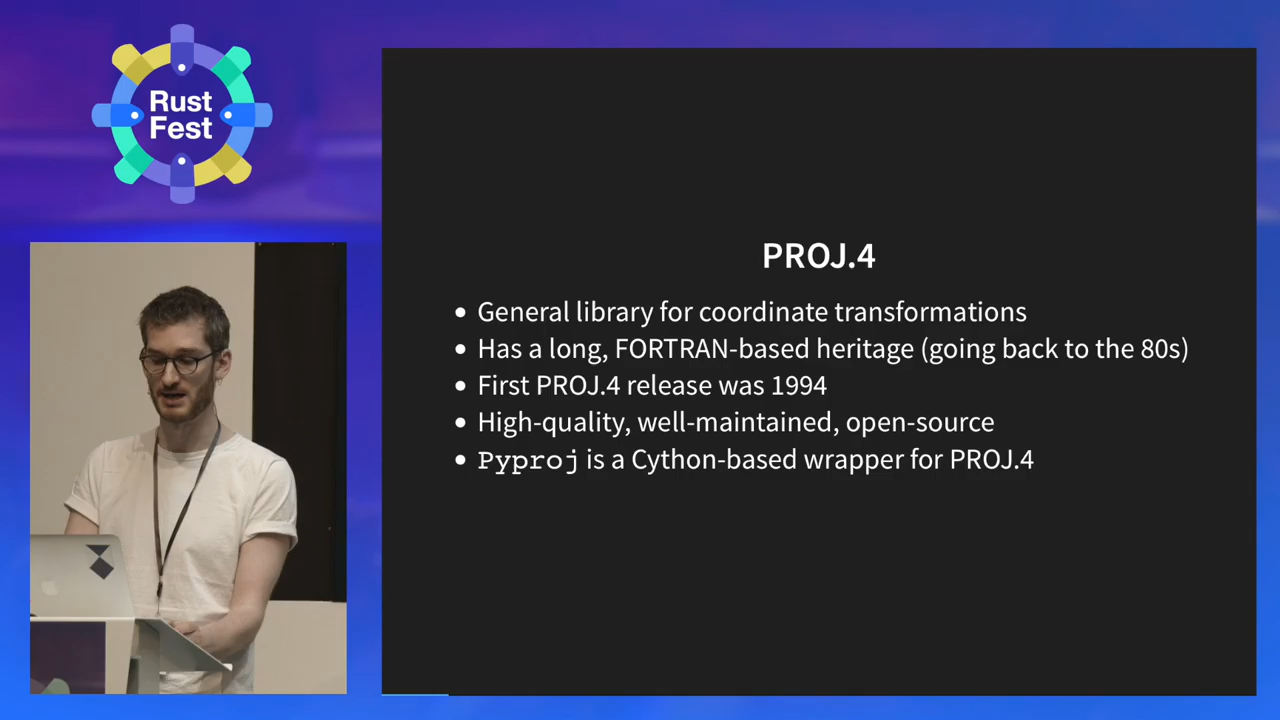 Rust
Fest
PROJ.4
• General library for coordinate transformations
• Has a long, FORTRAN-based heritage (going back to the 80s)
• First PROJ.4 release was 1994
• High-quality, well-maintained, open-source
• Pyproj is a Cython-based wrapper for PROJ.4